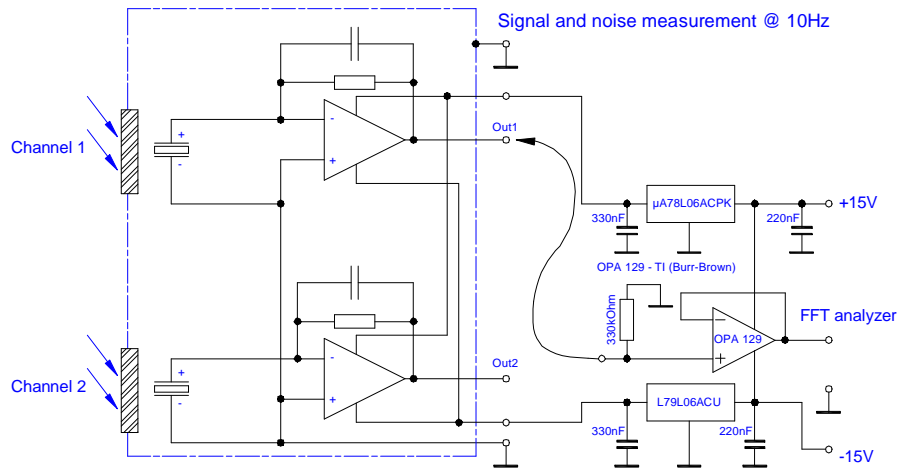 Signal and noise measurement @ 10Hz
Channel 1
+
-
-
+
Out1
330nF
µA78L06ACPK
220nF
+15V
OPA 129 - TI (Burr-Brown)
330kOhm
−
+
OPA 129
FFT analyzer
Channel 2
+
-
-
+
Out2
330nF
L79L06ACU
220nF
-15V